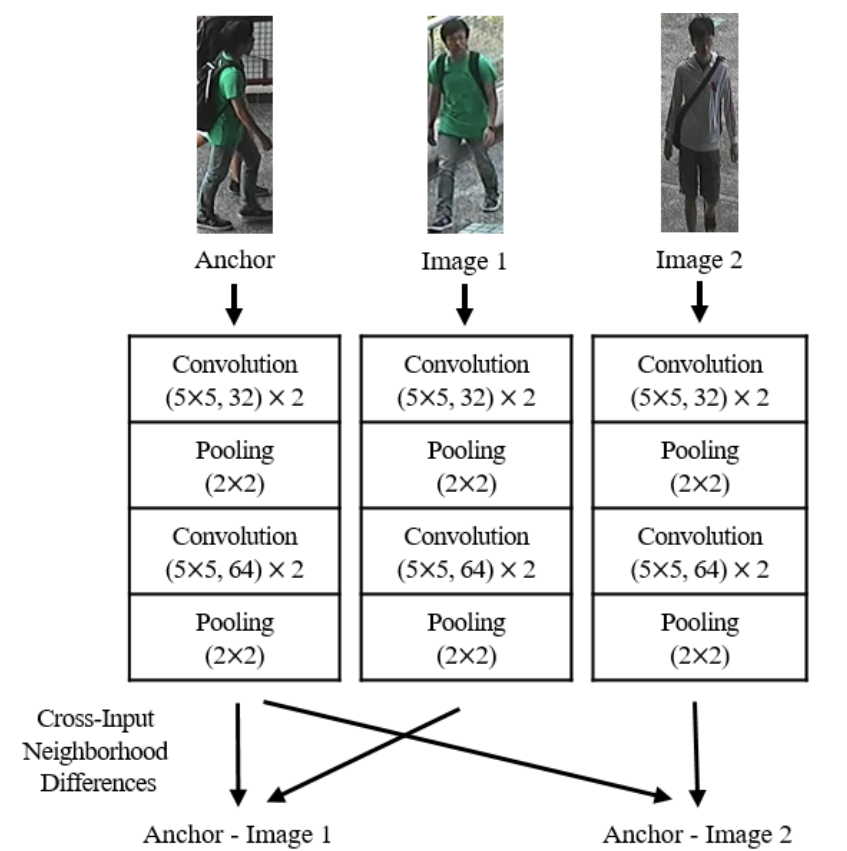 Anchor
Image 1
Image 2
Convolution
(5×5, 32) × 2
Convolution
(5×5, 32) × 2
Convolution
(5×5, 32) × 2
Pooling
(2×2)
Pooling
(2×2)
Pooling
(2×2)
Convolution
(5×5, 64) × 2
Convolution
(5×5, 64) × 2
Convolution
(5×5, 64) × 2
Pooling
(2×2)
Pooling
(2×2)
Pooling
(2×2)
Cross-Input
Neighborhood
Differences
Anchor - Image 1
Anchor - Image 2